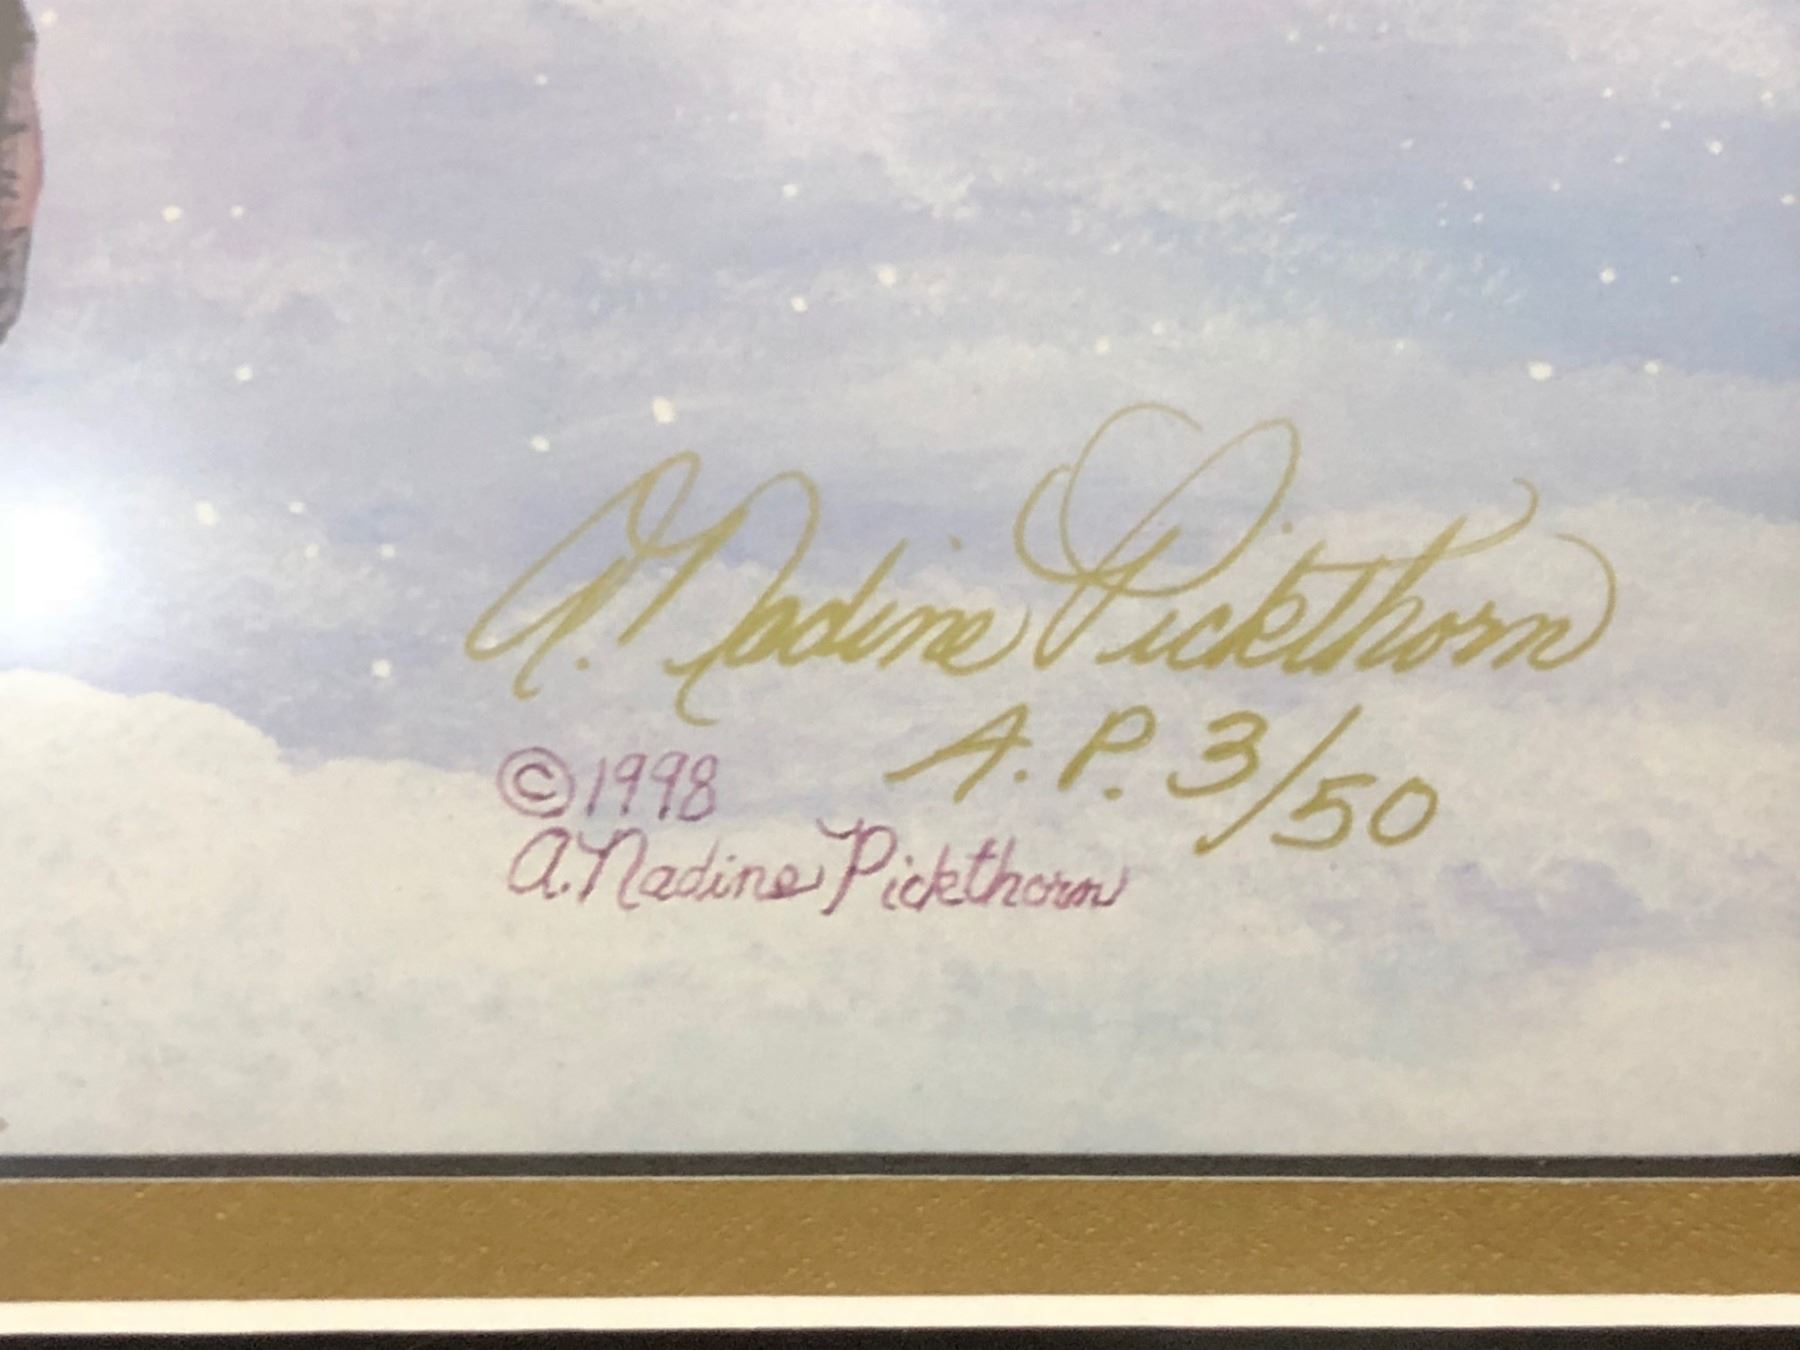 A. Nadine Pickthorn
A.P. 3/50
©1998
A. Nadine Pickthorn